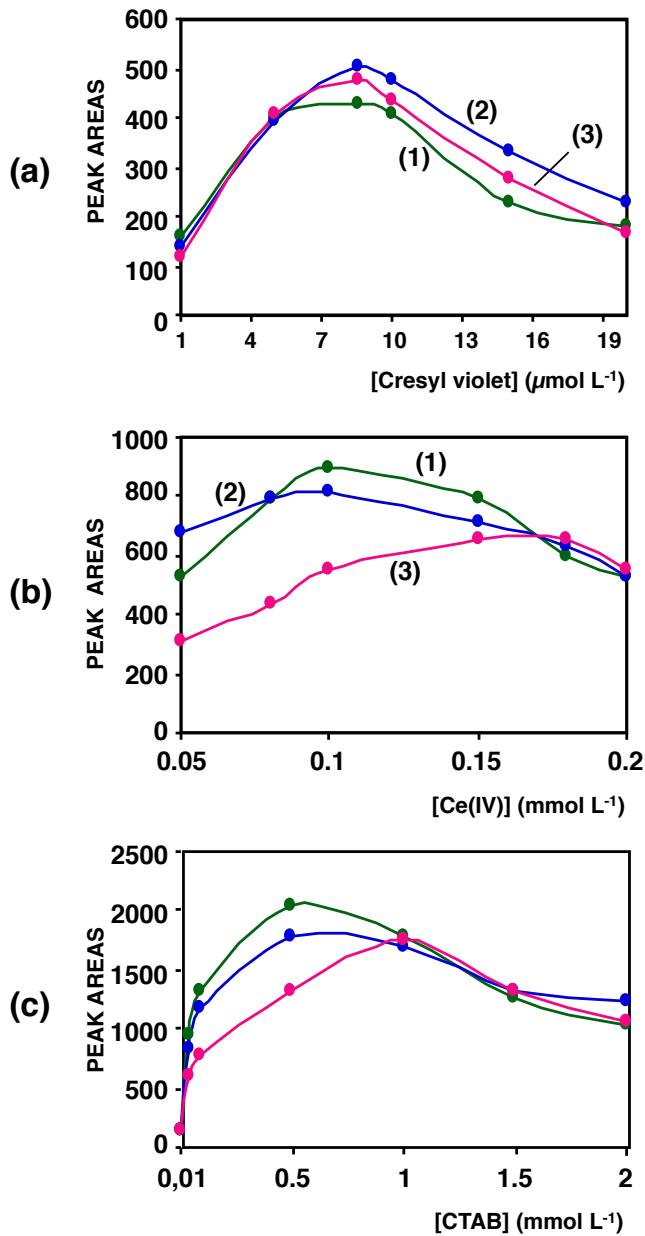 (a)
PEAK AREAS
600
500
400
300
200
100
0
(1)
(2)
(3)
1 4 7 10 13 16 19
[Cresyl violet] (µmol L-1)
(b)
PEAK AREAS
1000
800
600
400
200
0
(1)
(2)
(3)
0.05 0.1 0.15 0.2
[Ce(IV)] (mmol L-1)
(c)
PEAK AREAS
2500
2000
1500
1000
500
0
0,01 0.5 1 1.5 2
[CTAB] (mmol L-1)